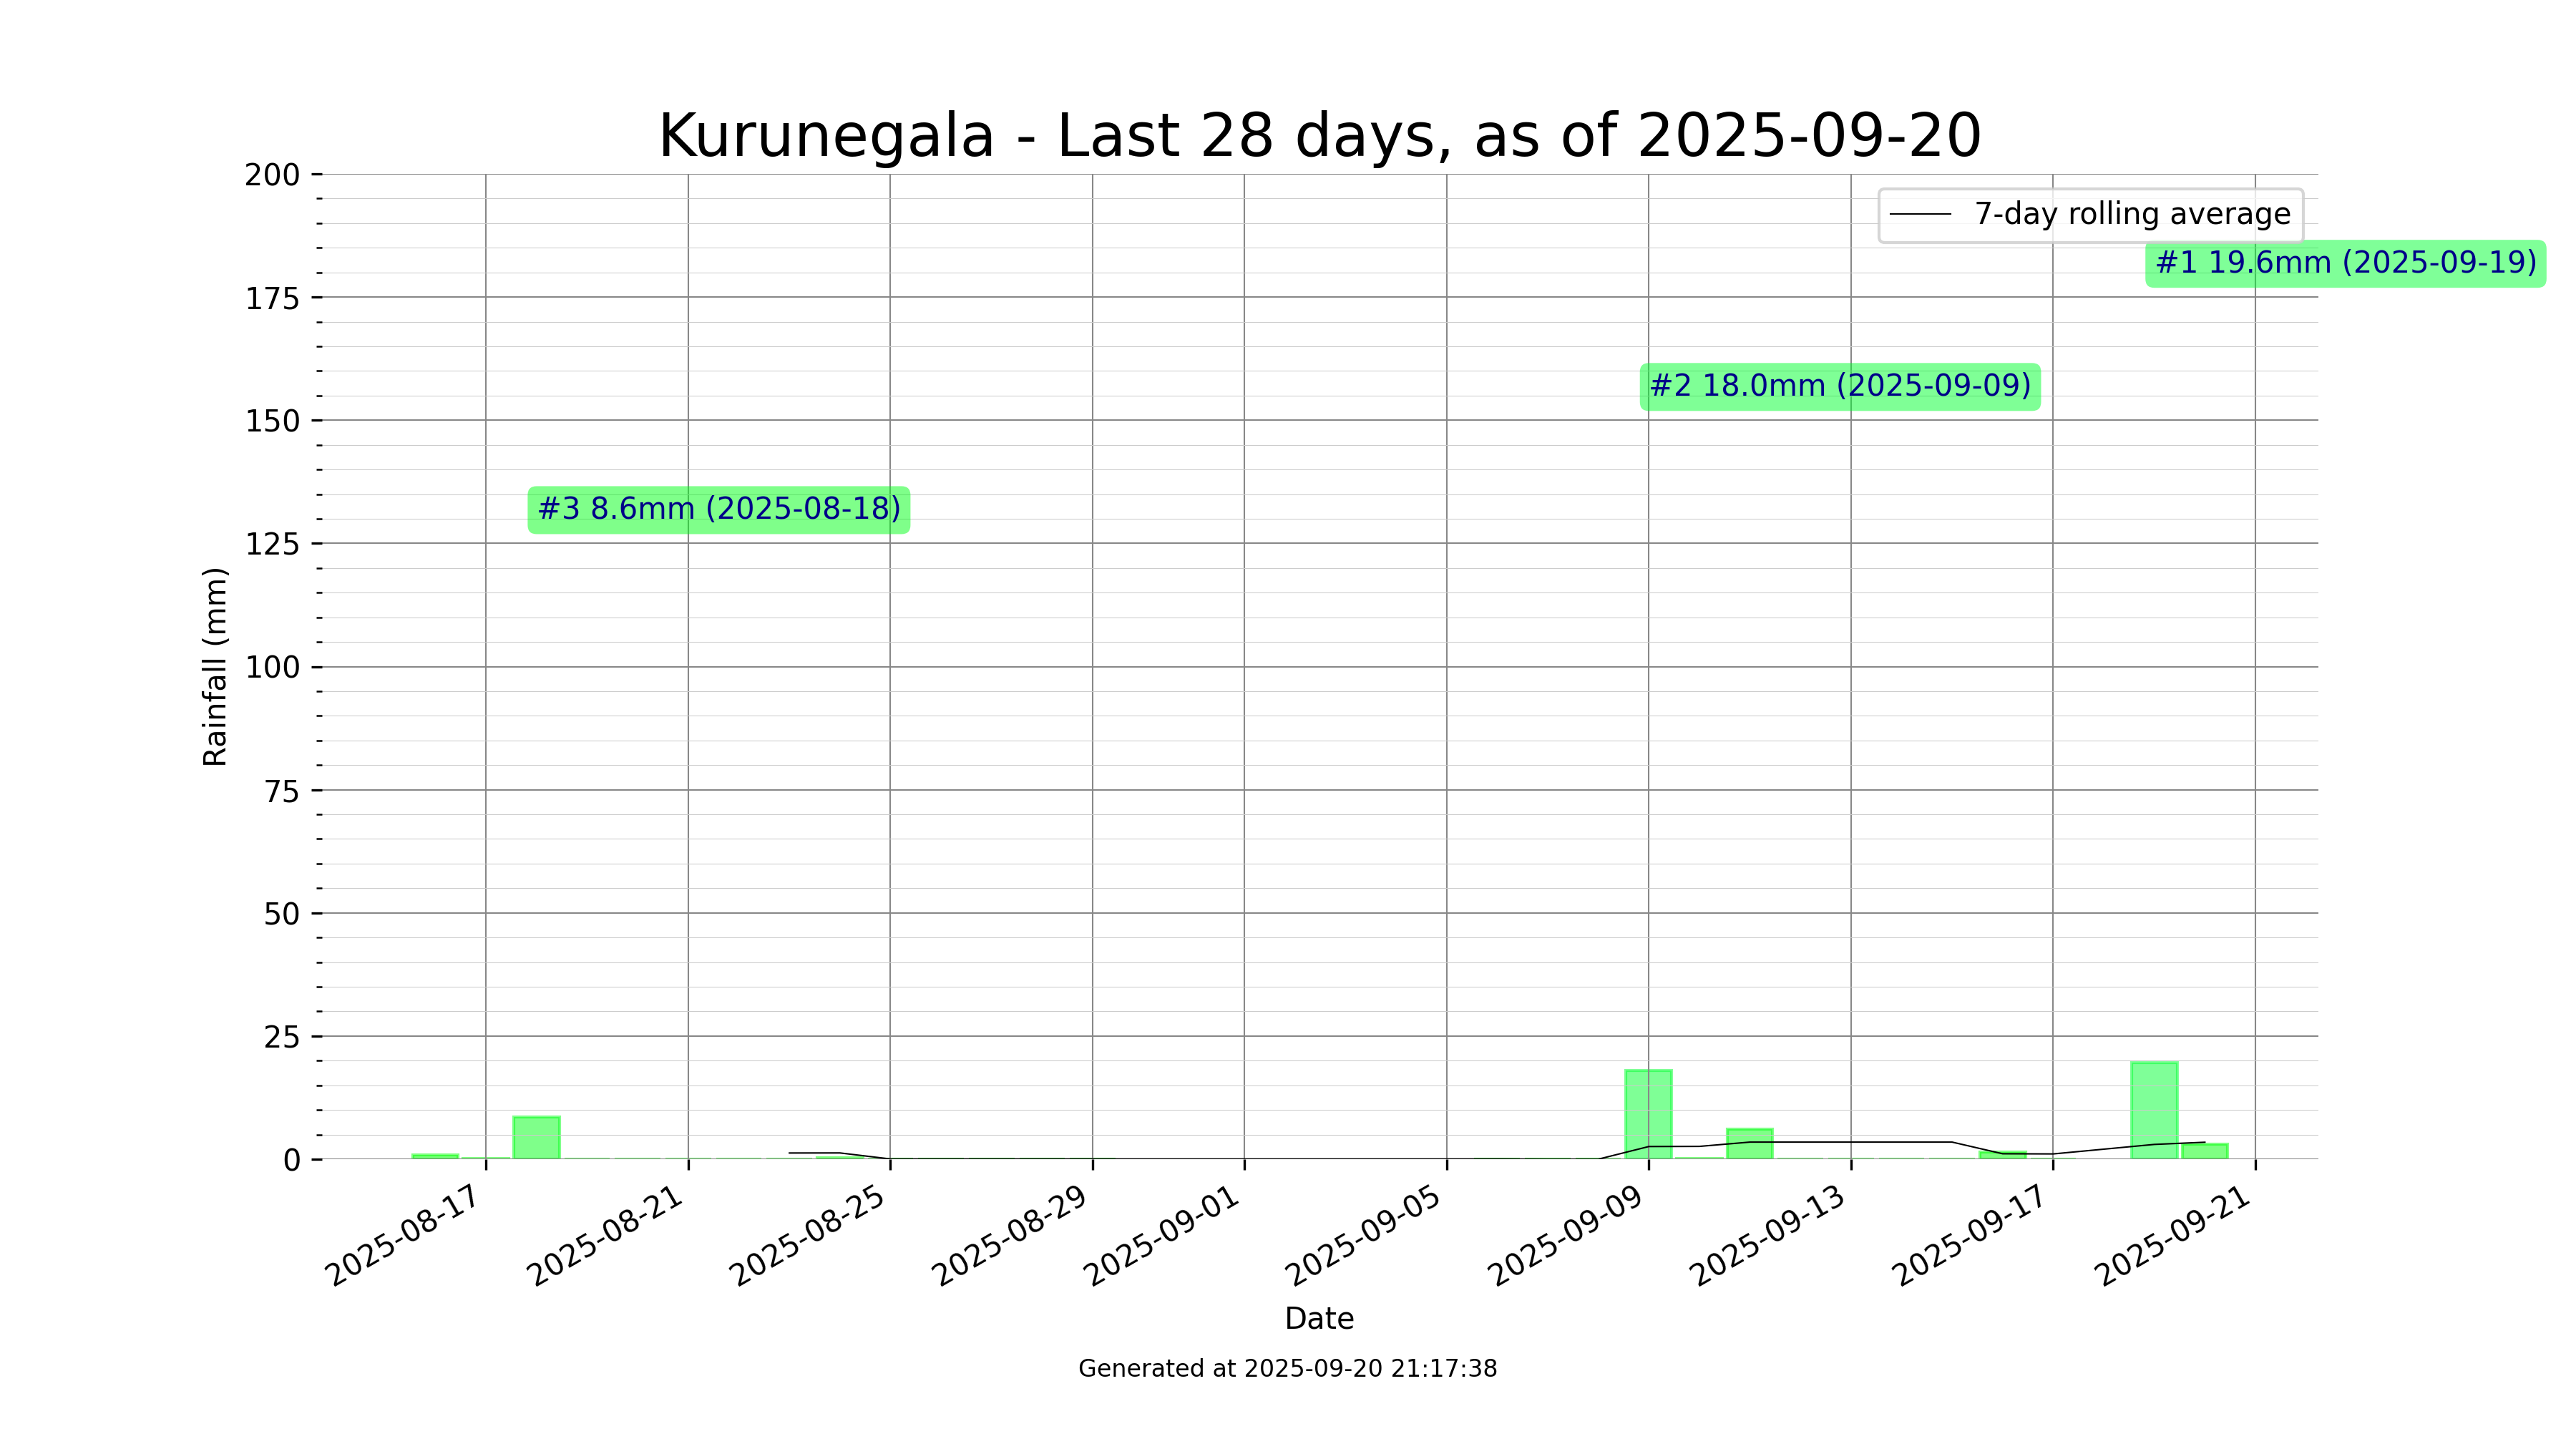 Kurunegala - Last 28 days, as of 2025-09-20
200
175
150
125
100
75
50
25
0
Rainfall (mm)
7-day rolling average
#1 19.6mm (2025-09-19)
#2 18.0mm (2025-09-09)
#3 8.6mm (2025-08-18)
2025-08-17
2025-08-21
2025-08-25
2025-08-29
2025-09-01
2025-09-05
2025-09-09
2025-09-13
2025-09-17
2025-09-21
Date
Generated at 2025-09-20 21:17:38